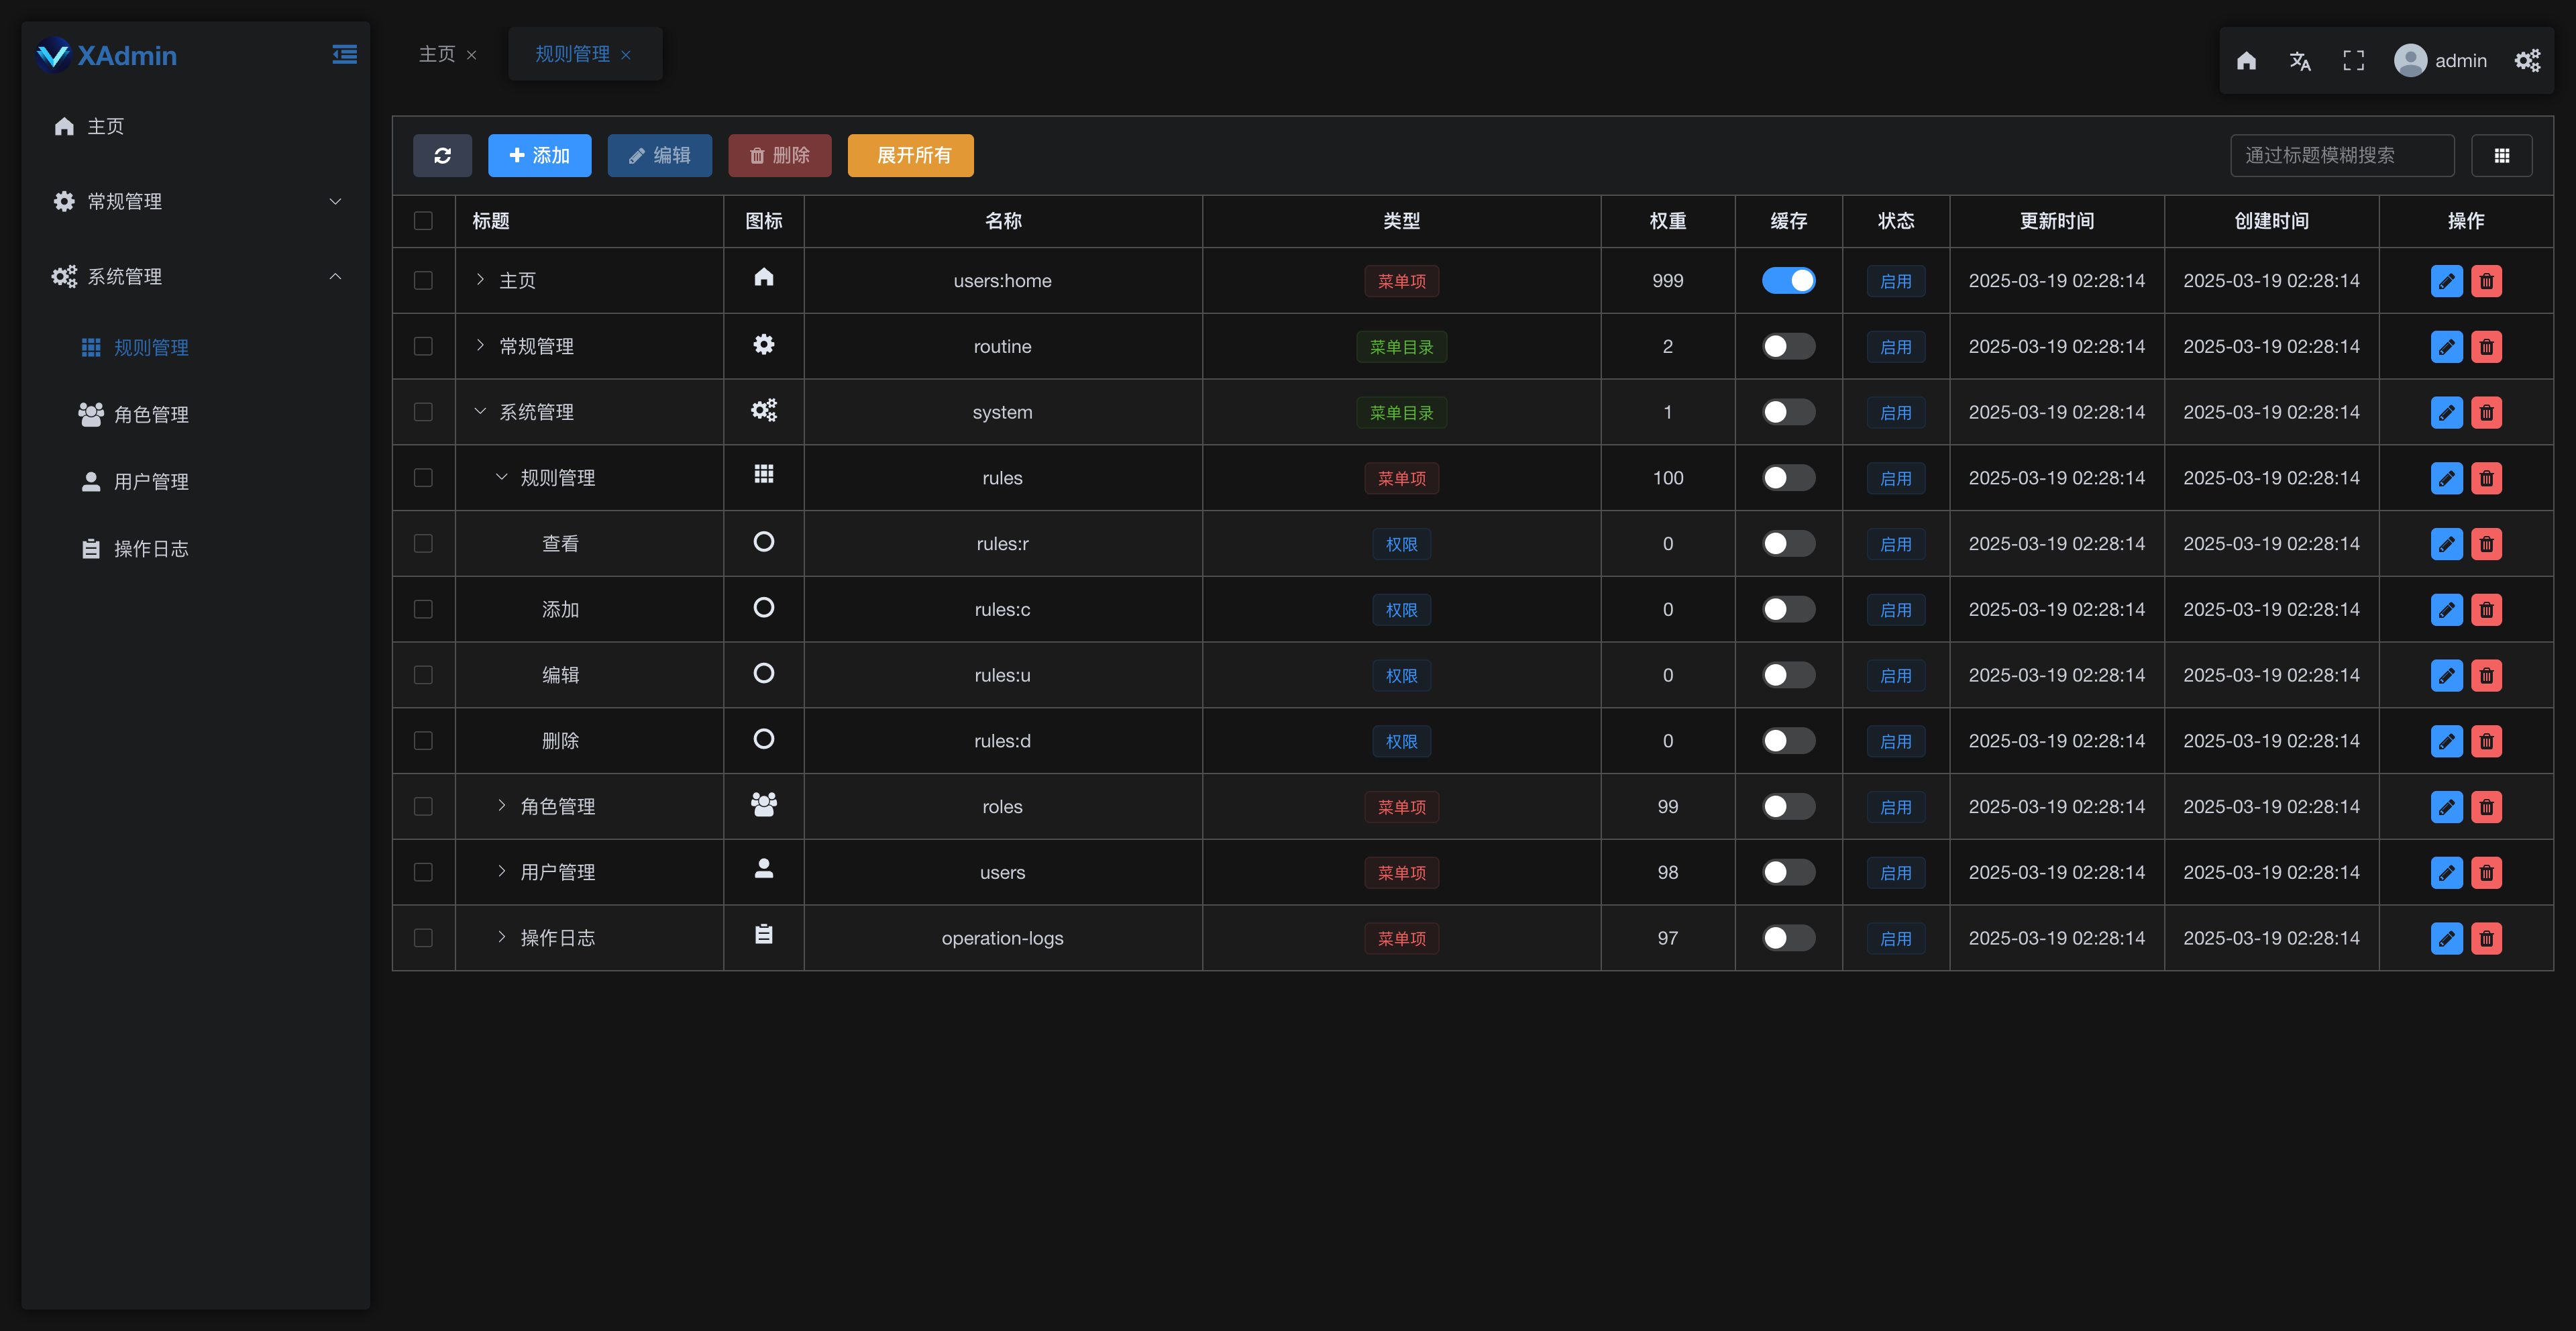 XAdmin
主页
常规管理
系统管理
规则管理
角色管理
用户管理
操作日志
主页 规则管理
admin
添加 编辑 删除 展开所有 通过标题模糊搜索
标题 图标 名称 类型 权重 缓存 状态 更新时间 创建时间 操作
主页 users:home 菜单项 999 启用 2025-03-19 02:28:14 2025-03-19 02:28:14
常规管理 routine 菜单目录 2 启用 2025-03-19 02:28:14 2025-03-19 02:28:14
系统管理 system 菜单目录 1 启用 2025-03-19 02:28:14 2025-03-19 02:28:14
规则管理 rules 菜单项 100 启用 2025-03-19 02:28:14 2025-03-19 02:28:14
查看 rules:r 权限 0 启用 2025-03-19 02:28:14 2025-03-19 02:28:14
添加 rules:c 权限 0 启用 2025-03-19 02:28:14 2025-03-19 02:28:14
编辑 rules:u 权限 0 启用 2025-03-19 02:28:14 2025-03-19 02:28:14
删除 rules:d 权限 0 启用 2025-03-19 02:28:14 2025-03-19 02:28:14
角色管理 roles 菜单项 99 启用 2025-03-19 02:28:14 2025-03-19 02:28:14
用户管理 users 菜单项 98 启用 2025-03-19 02:28:14 2025-03-19 02:28:14
操作日志 operation-logs 菜单项 97 启用 2025-03-19 02:28:14 2025-03-19 02:28:14